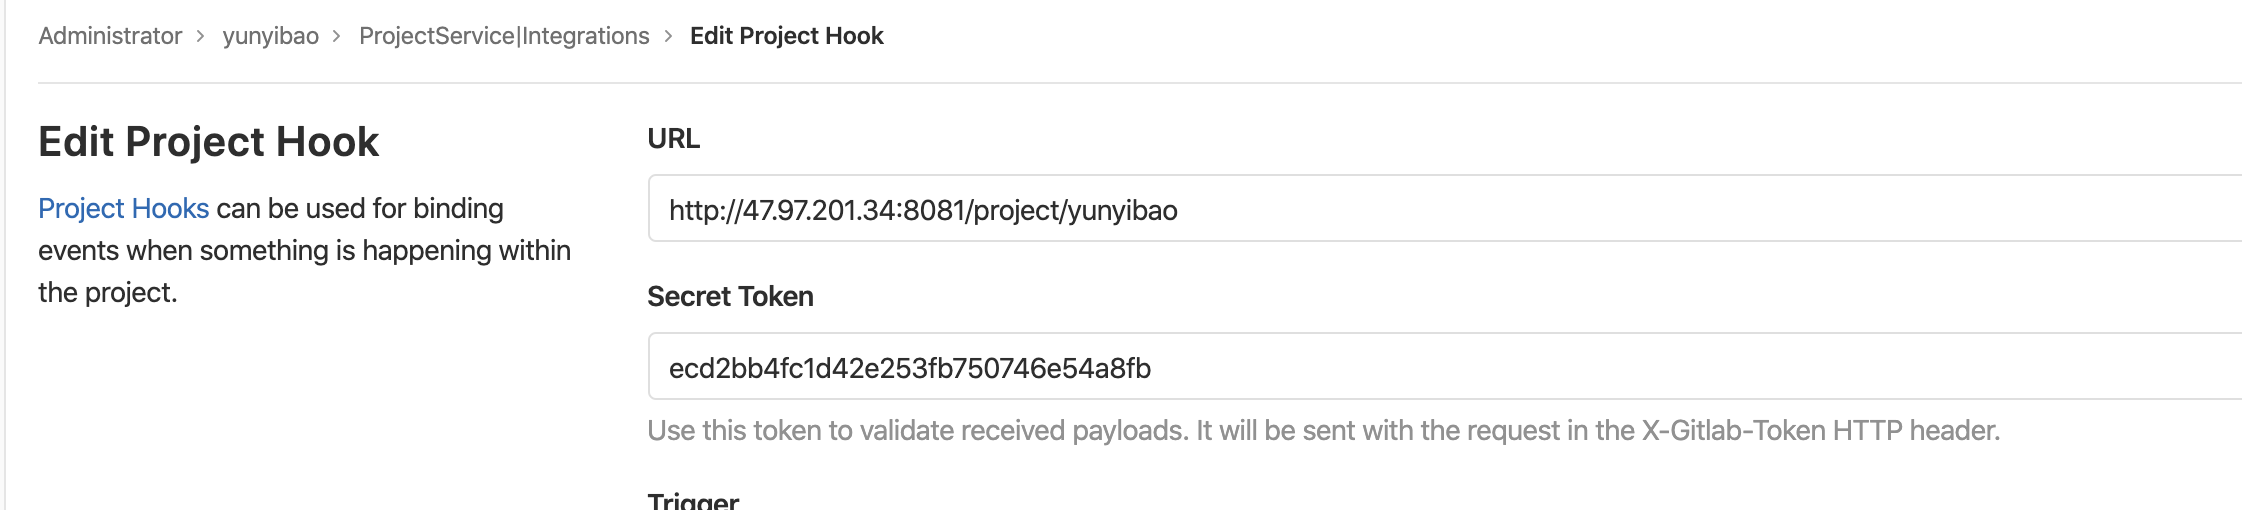 Administrator > yunyibao > ProjectService|Integrations > Edit Project Hook
Edit Project Hook
Project Hooks can be used for binding
events when something is happening within
the project.
URL
http://47.97.201.34:8081/project/yunyibao
Secret Token
ecd2bb4fc1d42e253fb750746e54a8fb
Use this token to validate received payloads. It will be sent with the request in the X-Gitlab-Token HTTP header.
Trigger